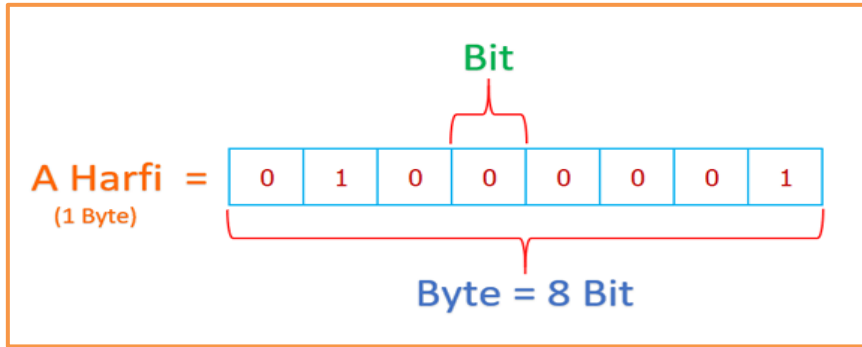 Bit
A Harfi = 0 1 0 0 0 0 0 1
(1 Byte)
Byte = 8 Bit